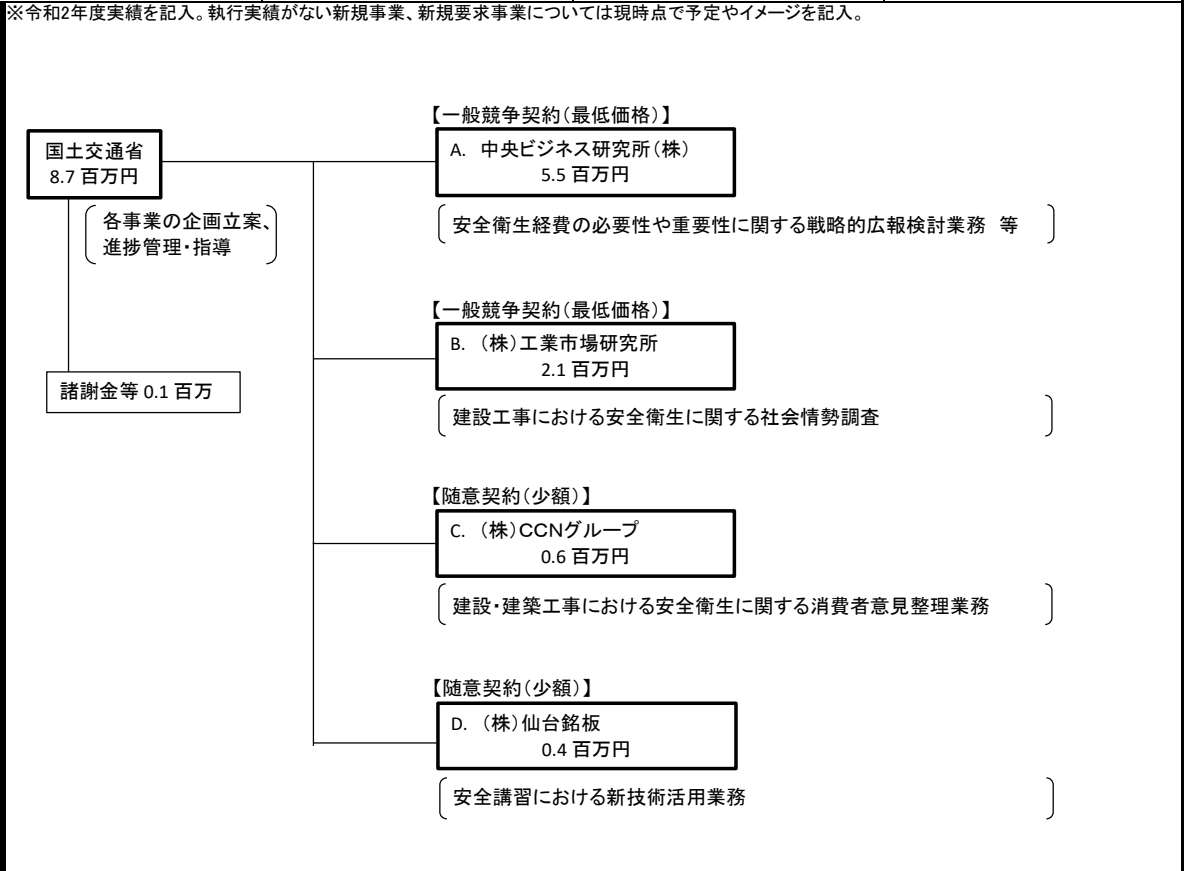 ※令和2年度実績を記入。執行実績がない新規事業、新規要求事業については現時点で予定やイメージを記入。
国土交通省
8.7 百万円
各事業の企画立案、
進捗管理・指導
諸謝金等 0.1 百万
【一般競争契約(最低価格)】
A. 中央ビジネス研究所(株)
5.5 百万円
安全衛生経費の必要性や重要性に関する戦略的広報検討業務 等
【一般競争契約(最低価格)】
B. (株)工業市場研究所
2.1 百万円
建設工事における安全衛生に関する社会情勢調査
【随意契約(少額)】
C. (株)CCNグループ
0.6 百万円
建設・建築工事における安全衛生に関する消費者意見整理業務
【随意契約(少額)】
D. (株)仙台銘板
0.4 百万円
安全講習における新技術活用業務